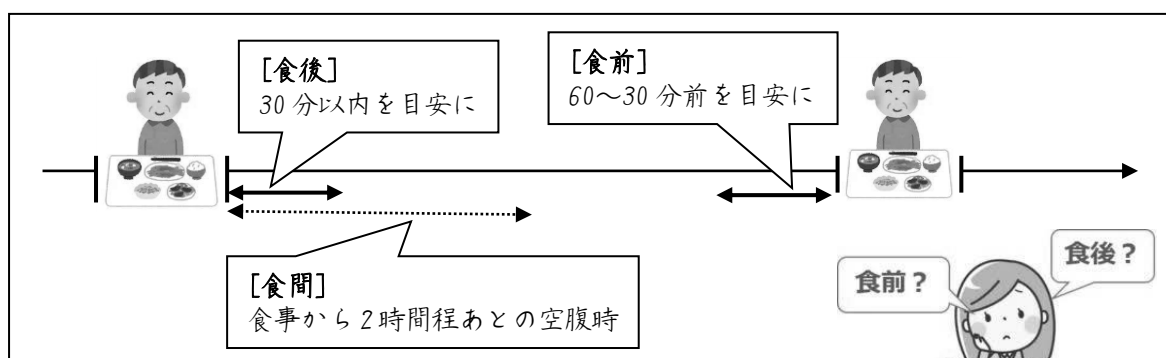 [食後]
30分以内を目安に
[食前]
60～30分前を目安に
[食間]
食事から2時間程あとの空腹時
食前？
食後？